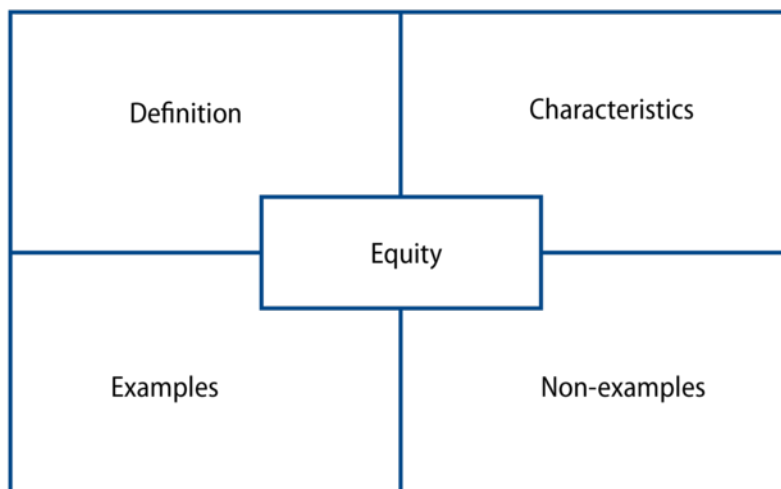 Definition
Characteristics
Equity
Examples
Non-examples